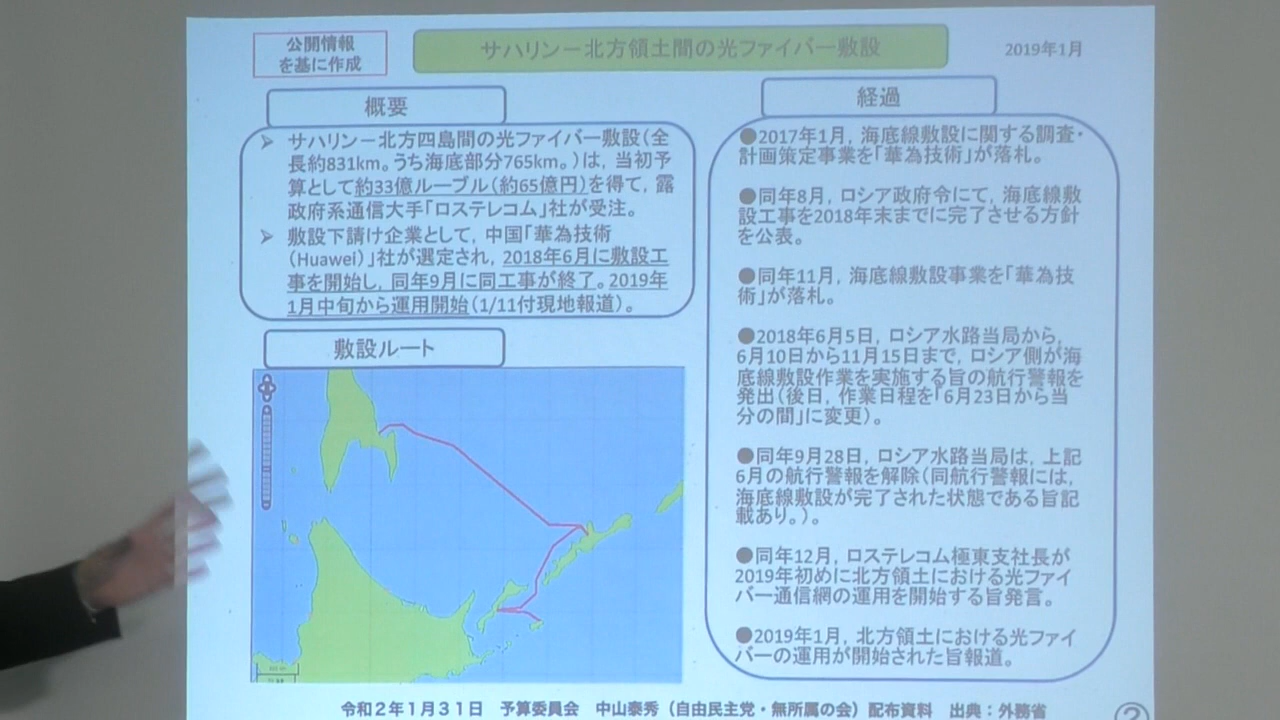 公開情報
を基に作成
サハリンー北方領土間の光ファイバー敷設
2019年1月
概要
➢ サハリンー北方四島間の光ファイバー敷設(全
長約831km。うち海底部分765km。)は，当初予
算として約33億ルーブル(約65億円)を得て，露
政府系通信大手「ロステレコム」社が受注。
➢ 敷設下請け企業として，中国「華為技術
(Huawei)」社が選定され，2018年6月に敷設工
事を開始し，同年9月に同工事が終了。2019年
1月中旬から運用開始(1/11付現地報道)。
敷設ルート
経過
●2017年1月，海底線敷設に関する調査・
計画策定事業を「華為技術」が落札。
●同年8月，ロシア政府令にて，海底線敷
設工事を2018年末までに完了させる方針
を公表。
●同年11月，海底線敷設事業を「華為技
術」が落札。
●2018年6月5日，ロシア水路当局から，
6月10日から11月15日まで，ロシア側が海
底線敷設作業を実施する旨の航行警報を
発出(後日，作業日程を「6月23日から当
分の間」に変更)。
●同年9月28日，ロシア水路当局は，上記
6月の航行警報を解除(同航行警報には，
海底線敷設が完了された状態である旨記
載あり。)。
●同年12月，ロステレコム極東支社長が
2019年初めに北方領土における光ファイ
バー通信網の運用を開始する旨発言。
●2019年1月，北方領土における光ファイ
バーの運用が開始された旨報道。
令和２年１月３１日　予算委員会　中山泰秀（自由民主党・無所属の会）配布資料　出典：外務省
②